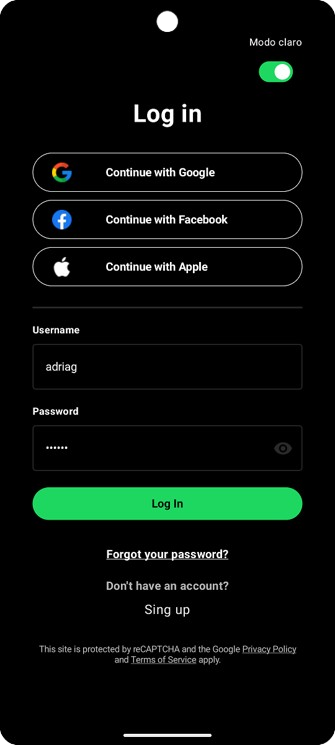 Modo claro
Log in
Continue with Google
Continue with Facebook
Continue with Apple
Username
adriag
Password
••••••
Log In
Forgot your password?
Don't have an account?
Sing up
This site is protected by reCAPTCHA and the Google Privacy Policy
and Terms of Service apply.